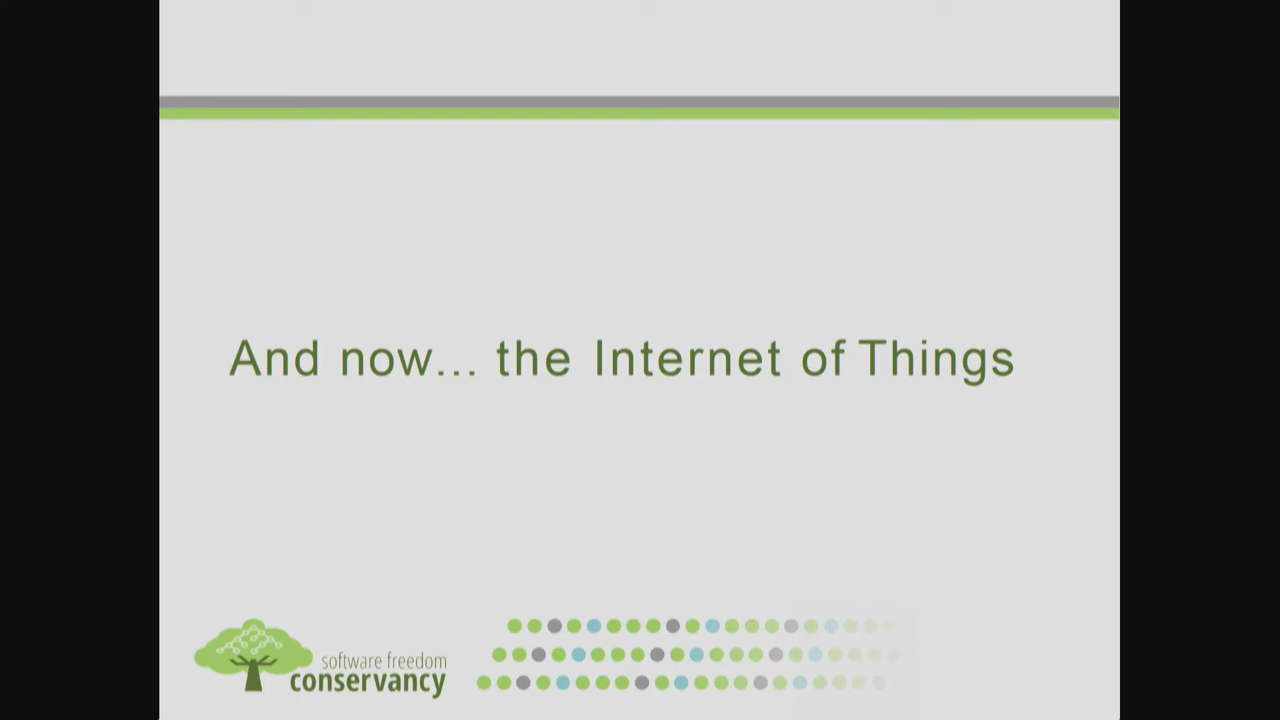 And now... the Internet of Things
software freedom
conservancy